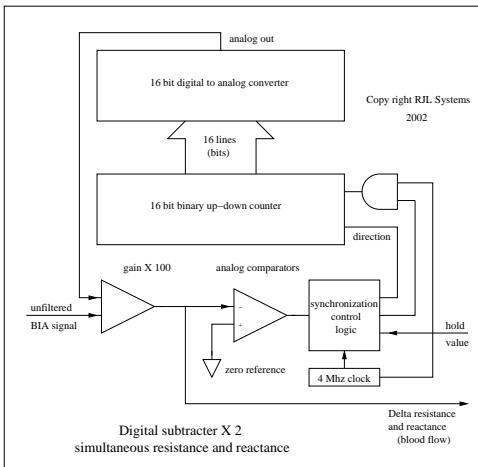 analog out
16 bit digital to analog converter
Copy right RJL Systems
2002
16 lines
(bits)
16 bit binary up-down counter
direction
gain X 100
analog comparators
unfiltered
BIA signal
-
+
synchronization
control
logic
hold
value
zero reference
4 Mhz clock
Delta resistance
and reactance
(blood flow)
Digital subtracter X 2
simultaneous resistance and reactance